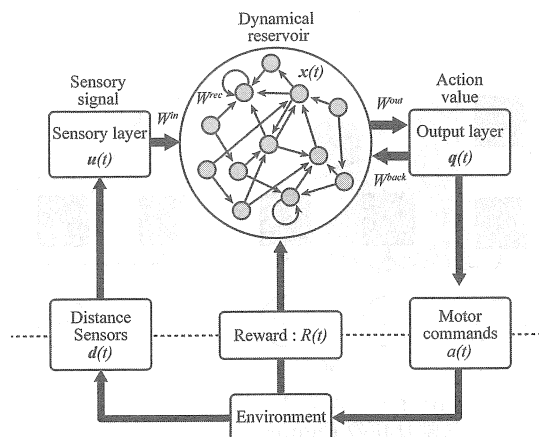 Dynamical
reservoir
x(t)
W^rec
Sensory
signal
Sensory layer
u(t)
W^in
W^out
W^back
Action
value
Output layer
q(t)
Distance
Sensors
d(t)
Reward : R(t)
Motor
commands
a(t)
Environment